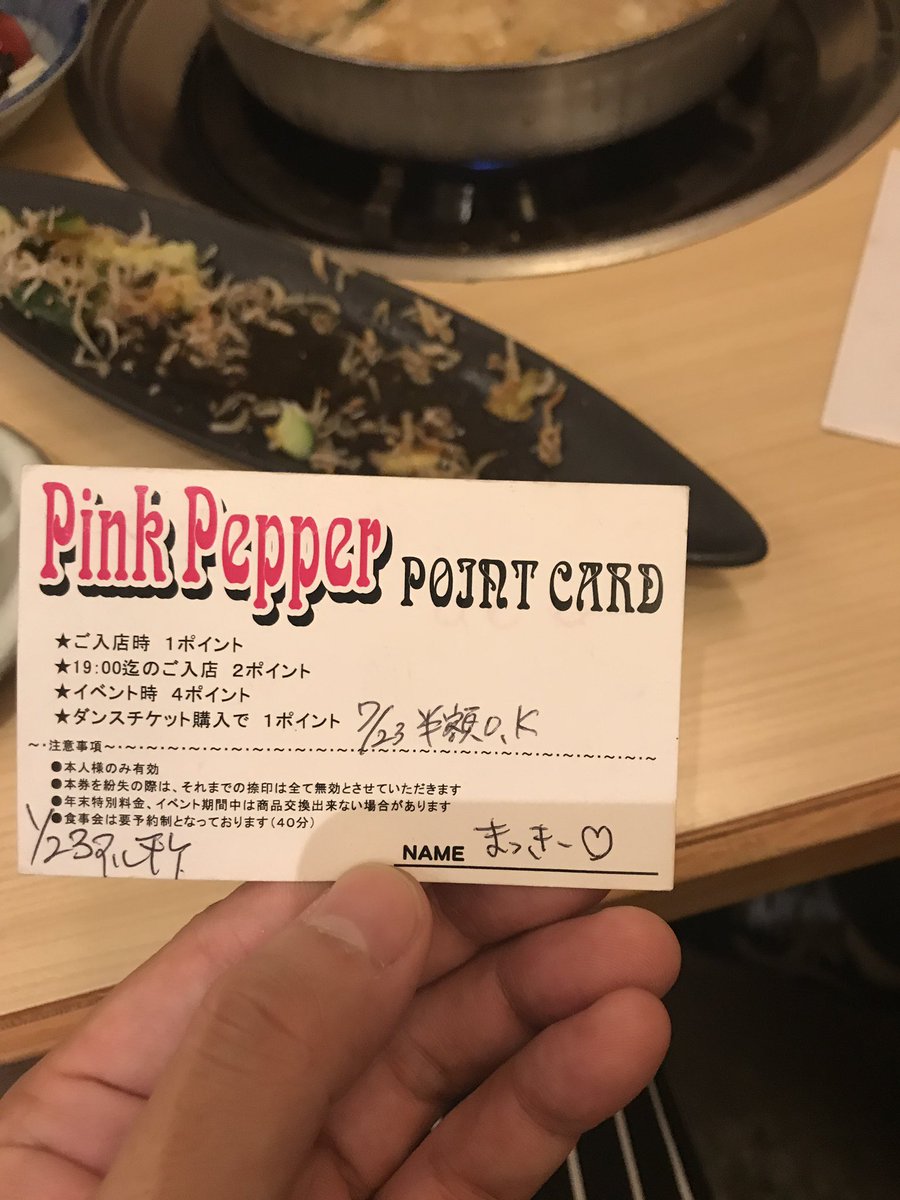 Pink Pepper POINT CARD
★ご入店時 1ポイント
★19:00迄のご入店 2ポイント
★イベント時 4ポイント
★ダンスチケット購入で 1ポイント 7/23 半額O.K
注意事項
●本人様のみ有効
●本券を紛失の際は、それまでの捺印は全て無効とさせていただきます
●年末特別料金、イベント期間中は商品交換出来ない場合があります
●食事会は要予約制となっております(40分)
1/23
NAME まっきー♡